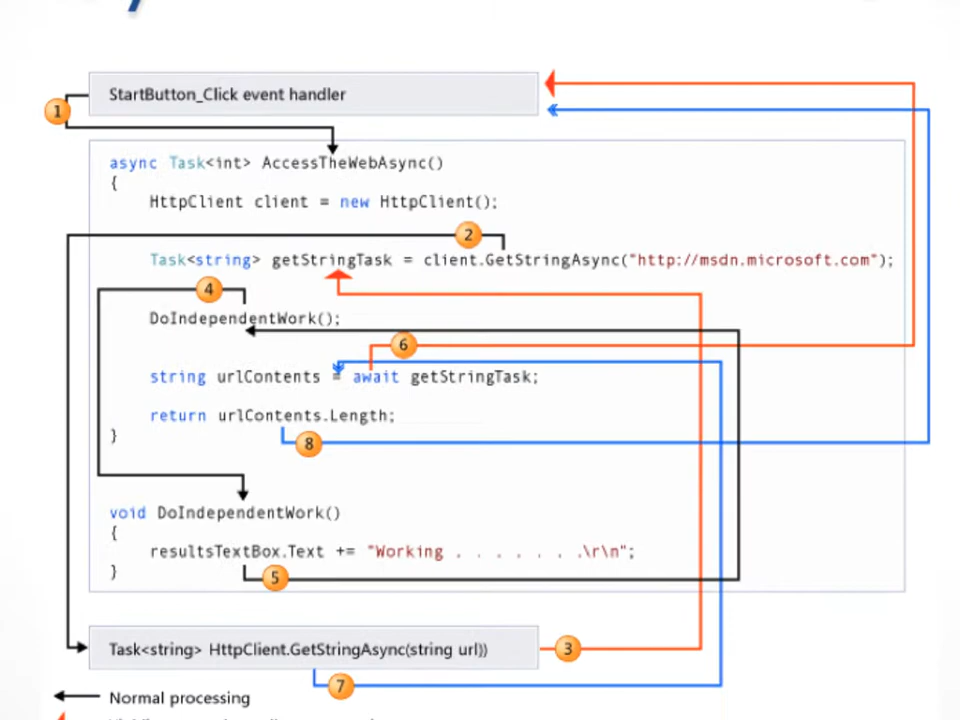 StartButton_Click event handler
1
async Task<int> AccessTheWebAsync()
{
HttpClient client = new HttpClient();
2
Task<string> getStringTask = client.GetStringAsync("http://msdn.microsoft.com");
4
DoIndependentWork();
6
string urlContents = await getStringTask;
return urlContents.Length;
}
8
void DoIndependentWork()
{
resultsTextBox.Text += "Working . . . . . . .\r\n";
}
5
Task<string> HttpClient.GetStringAsync(string url))
3
7
Normal processing